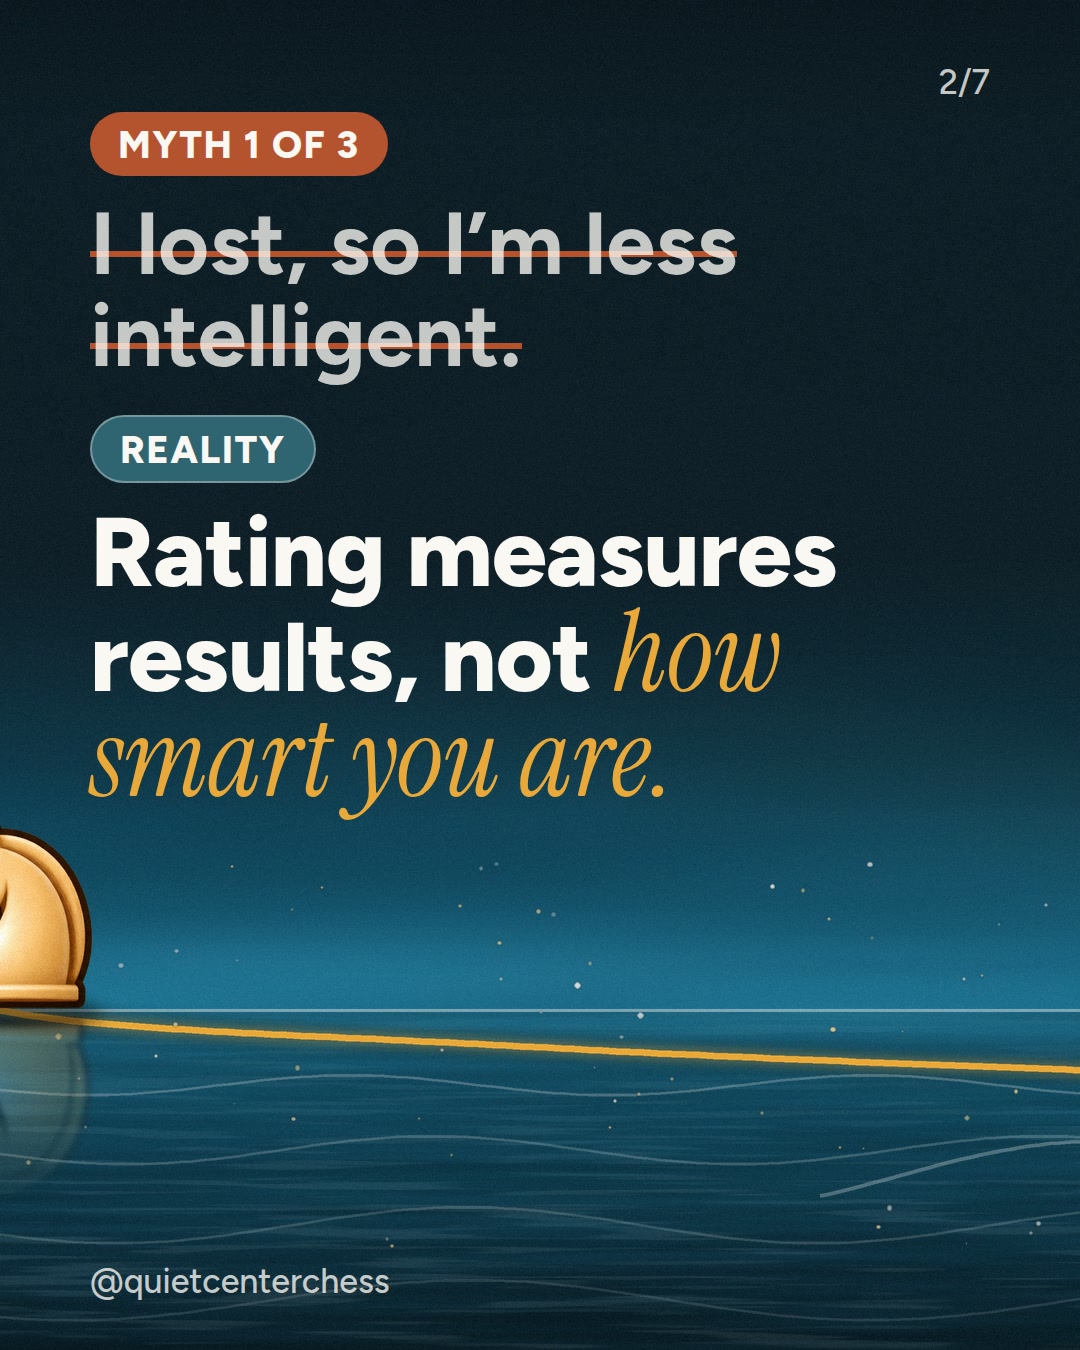 2/7
MYTH 1 OF 3
I lost, so I’m less
intelligent.
REALITY
Rating measures
results, not how
smart you are.
@quietcenterchess